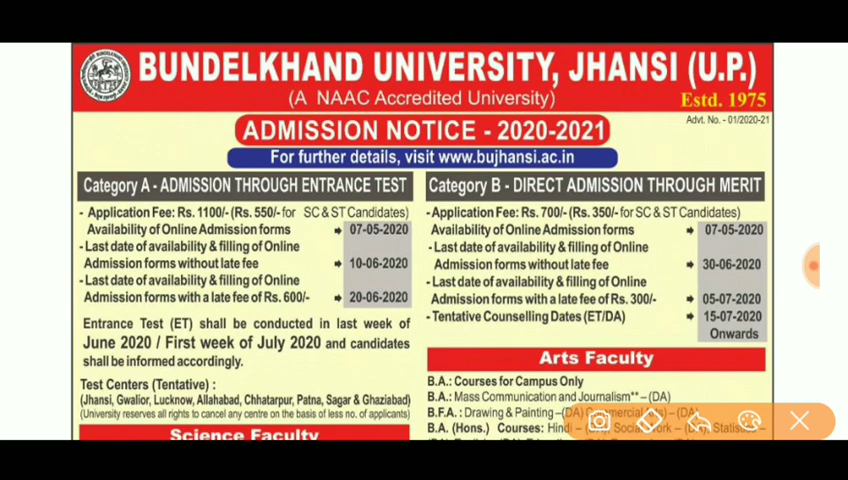 BUNDELKHAND UNIVERSITY, JHANSI (U.P.)
(A NAAC Accredited University)
Estd. 1975
Advt. No. - 01/2020-21
ADMISSION NOTICE - 2020-2021
For further details, visit www.bujhansi.ac.in
Category A - ADMISSION THROUGH ENTRANCE TEST
- Application Fee: Rs. 1100/- (Rs. 550/- for SC & ST Candidates)
Availability of Online Admission forms ➔ 07-05-2020
- Last date of availability & filling of Online
Admission forms without late fee ➔ 10-06-2020
- Last date of availability & filling of Online
Admission forms with a late fee of Rs. 600/- ➔ 20-06-2020
Entrance Test (ET) shall be conducted in last week of
June 2020 / First week of July 2020 and candidates
shall be informed accordingly.
Test Centers (Tentative) :
(Jhansi, Gwalior, Lucknow, Allahabad, Chhatarpur, Patna, Sagar & Ghaziabad)
(University reserves all rights to cancel any centre on the basis of less no. of applicants)
Science Faculty
Category B - DIRECT ADMISSION THROUGH MERIT
- Application Fee: Rs. 700/- (Rs. 350/- for SC & ST Candidates)
Availability of Online Admission forms ➔ 07-05-2020
- Last date of availability & filling of Online
Admission forms without late fee ➔ 30-06-2020
- Last date of availability & filling of Online
Admission forms with a late fee of Rs. 300/- ➔ 05-07-2020
- Tentative Counselling Dates (ET/DA) ➔ 15-07-2020
Onwards
Arts Faculty
B.A.: Courses for Campus Only
B.A.: Mass Communication and Journalism** – (DA)
B.F.A. : Drawing & Painting –(DA)
B.A. (Hons.) Courses: Hindi –